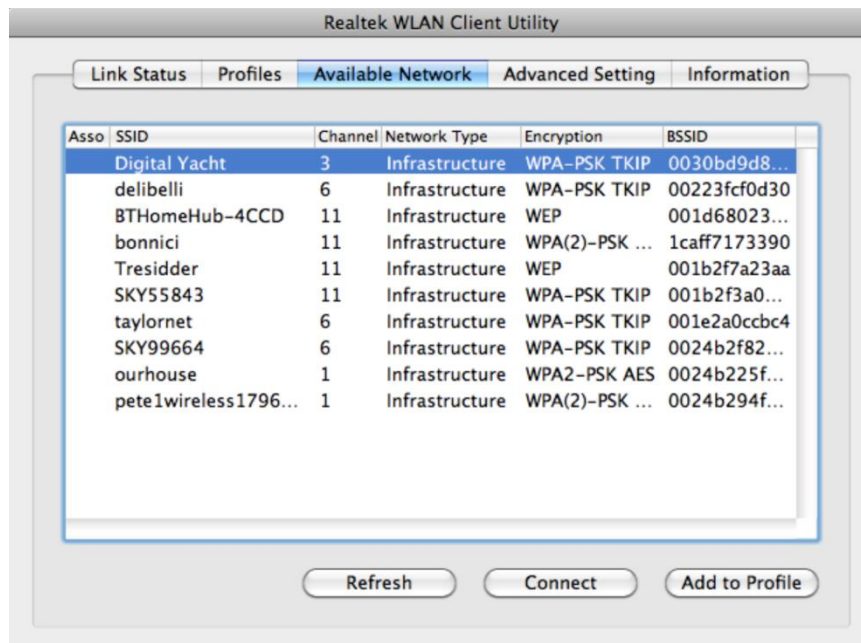 Realtek WLAN Client Utility
Link Status Profiles Available Network Advanced Setting Information
Asso SSID Channel Network Type Encryption BSSID
Digital Yacht 3 Infrastructure WPA-PSK TKIP 0030bd9d8...
delibelli 6 Infrastructure WPA-PSK TKIP 00223fcf0d30
BTHomeHub-4CCD 11 Infrastructure WEP 001d68023...
bonnici 11 Infrastructure WPA(2)-PSK ... 1caff7173390
Tresidder 11 Infrastructure WEP 001b2f7a23aa
SKY55843 11 Infrastructure WPA-PSK TKIP 001b2f3a0...
taylornet 6 Infrastructure WPA-PSK TKIP 001e2a0ccbc4
SKY99664 6 Infrastructure WPA-PSK TKIP 0024b2f82...
ourhouse 1 Infrastructure WPA2-PSK AES 0024b225f...
pete1wireless1796... 1 Infrastructure WPA(2)-PSK ... 0024b294f...
Refresh Connect Add to Profile